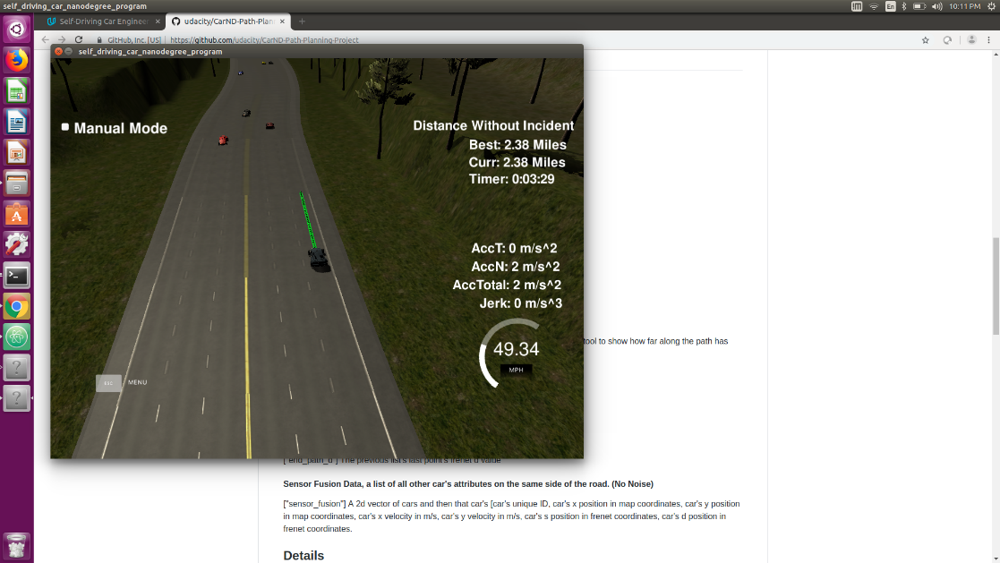 self_driving_car_nanodegree_program
En
10:11 PM
Self-Driving Car Enginee
udacity/CarND-Path-Plan
GitHub, Inc. [US]
https://github.com/udacity/CarND-Path-Planning-Project
self_driving_car_nanodegree_program
Manual Mode
Distance Without Incident
Best: 2.38 Miles
Curr: 2.38 Miles
Timer: 0:03:29
AccT: 0 m/s^2
AccN: 2 m/s^2
AccTotal: 2 m/s^2
Jerk: 0 m/s^3
49.34
MPH
MENU
tool to show how far along the path has
["end_path_d"] The previous list's last point's frenet d value
Sensor Fusion Data, a list of all other car's attributes on the same side of the road. (No Noise)
["sensor_fusion"] A 2d vector of cars and then that car's [car's unique ID, car's x position in map coordinates, car's y position
in map coordinates, car's x velocity in m/s, car's y velocity in m/s, car's s position in frenet coordinates, car's d position in
frenet coordinates.
Details